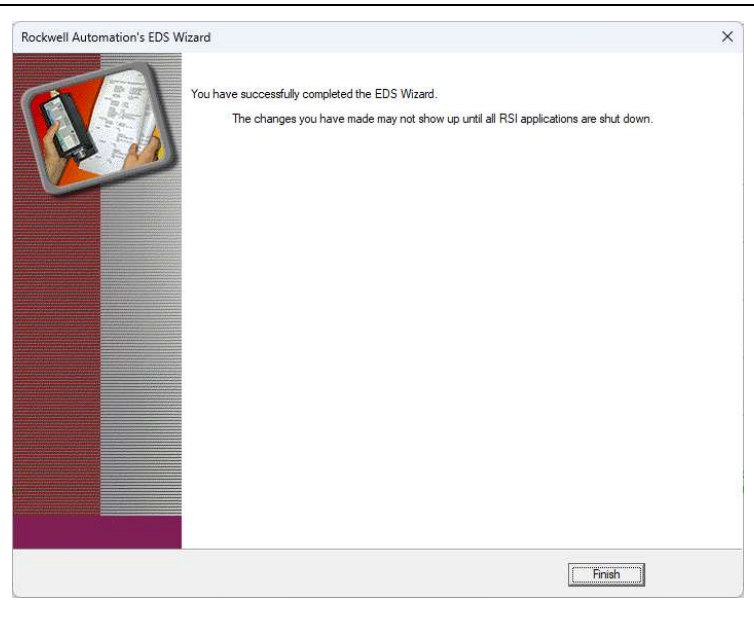 Rockwell Automation's EDS Wizard
You have successfully completed the EDS Wizard.
The changes you have made may not show up until all RSI applications are shut down.
Finish